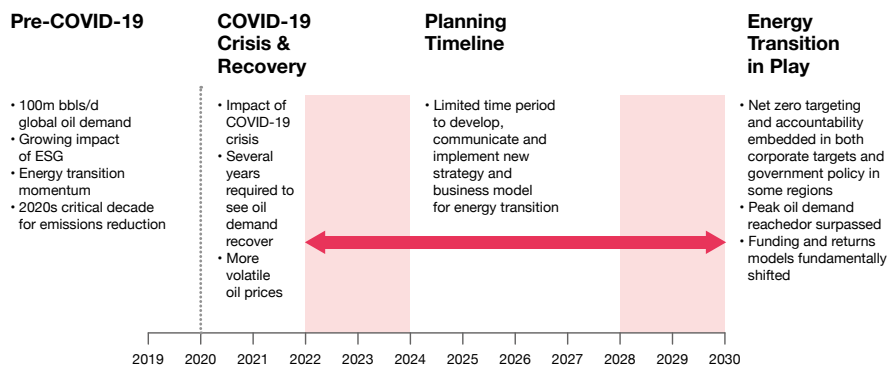 Pre-COVID-19
• 100m bbls/d
global oil demand
• Growing impact
of ESG
• Energy transition
momentum
• 2020s critical decade
for emissions reduction
COVID-19
Crisis &
Recovery
• Impact of
COVID-19
crisis
• Several
years
required to
see oil
demand
recover
• More
volatile
oil prices
Planning
Timeline
• Limited time period
to develop,
communicate and
implement new
strategy and
business model
for energy transition
Energy
Transition
in Play
• Net zero targeting
and accountability
embedded in both
corporate targets and
government policy in
some regions
• Peak oil demand
reachedor surpassed
• Funding and returns
models fundamentally
shifted
2019 2020 2021 2022 2023 2024 2025 2026 2027 2028 2029 2030